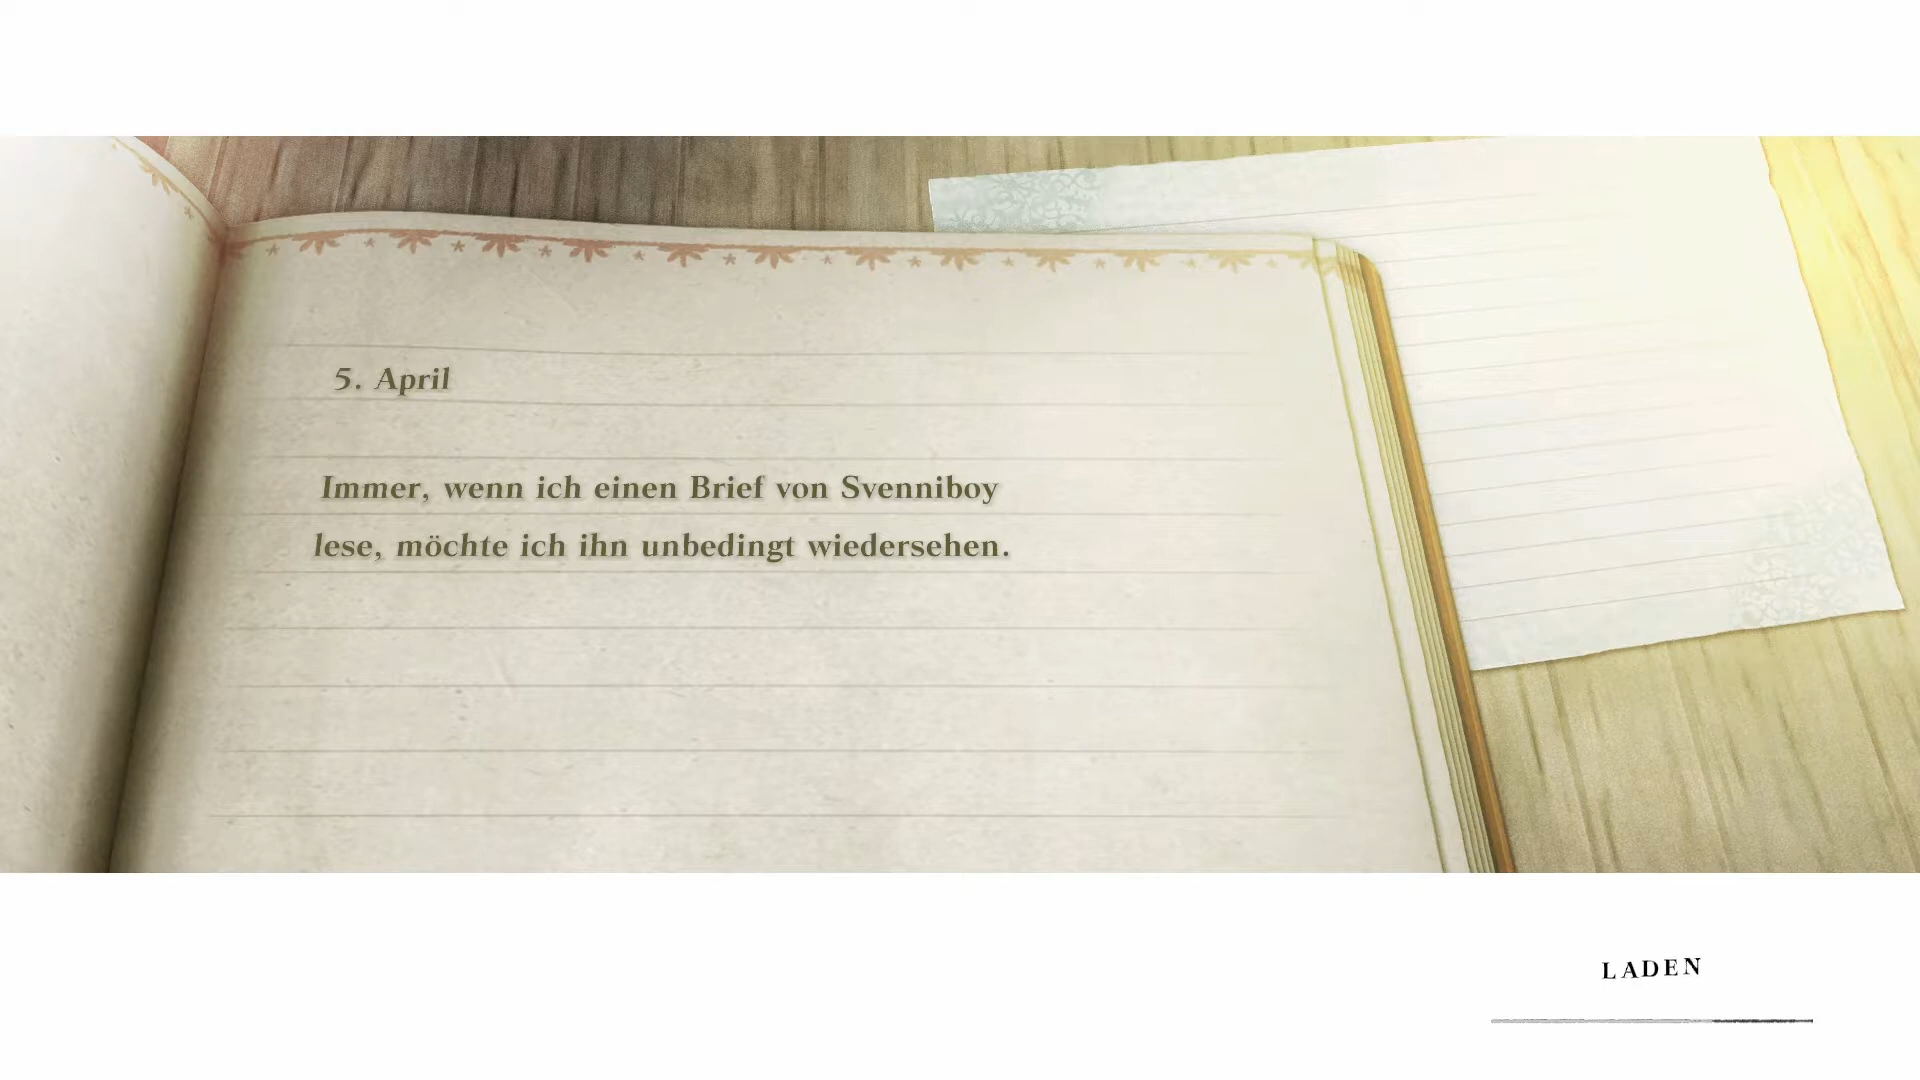 5. April
Immer, wenn ich einen Brief von Svenniboy
lese, möchte ich ihn unbedingt wiedersehen.
LADEN